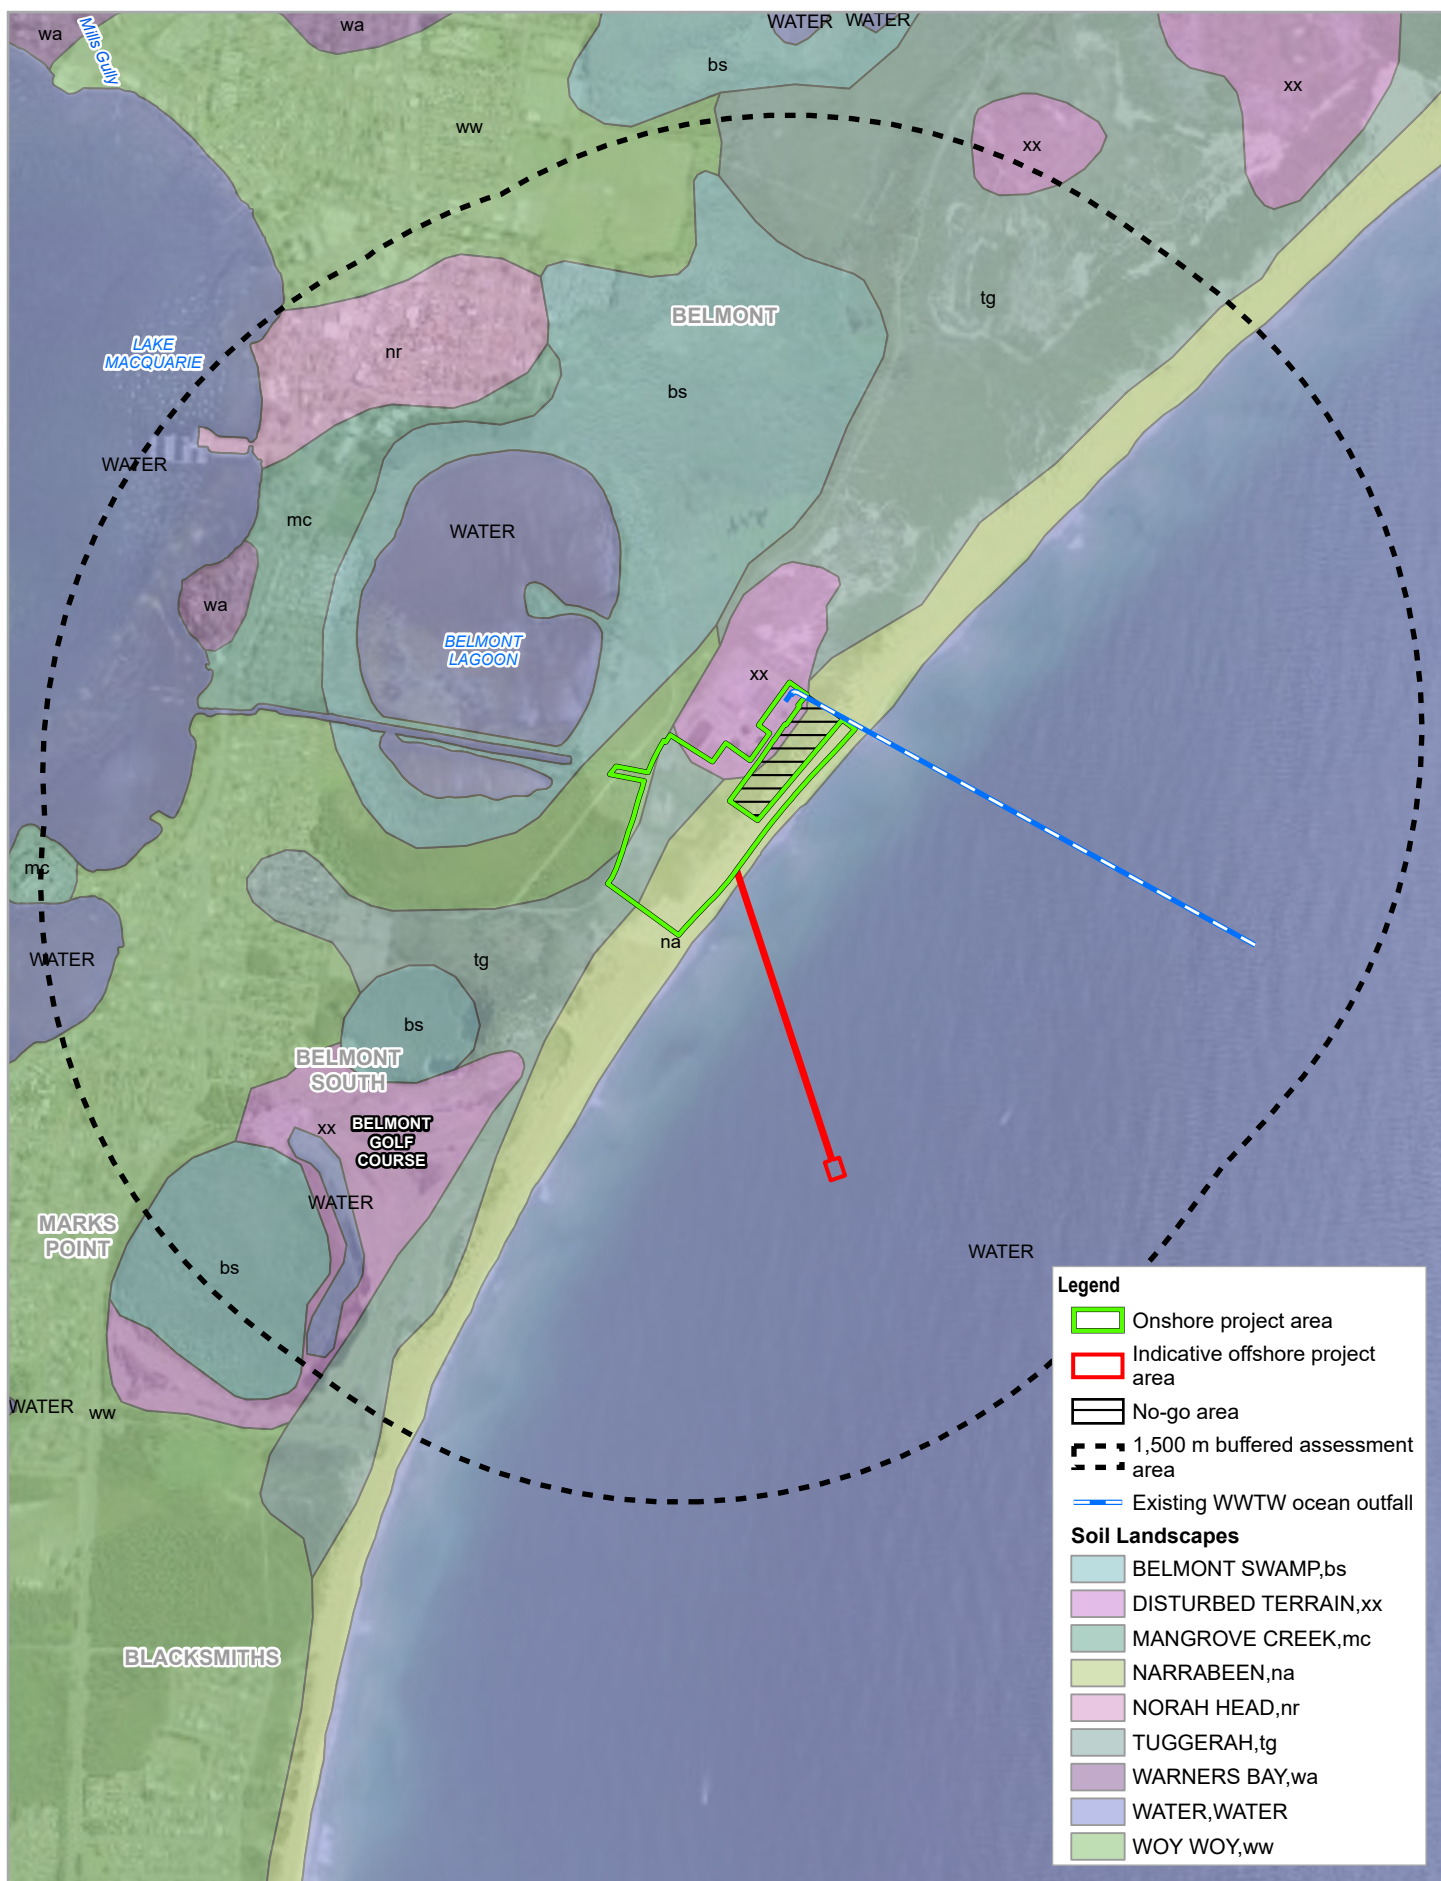 wa
Mills Gully
wa
WATER
WATER
bs
xx
ww
xx
tg
BELMONT
LAKE
MACQUARIE
nr
bs
WATER
mc
WATER
wa
BELMONT
LAGOON
xx
mc
na
WATER
tg
bs
BELMONT
SOUTH
xx
BELMONT
GOLF
COURSE
WATER
MARKS
POINT
bs
WATER
WATER
ww
BLACKSMITHS
Legend
Onshore project area
Indicative offshore project
area
No-go area
1,500 m buffered assessment
area
Existing WWTW ocean outfall
Soil Landscapes
BELMONT SWAMP,bs
DISTURBED TERRAIN,xx
MANGROVE CREEK,mc
NARRABEEN,na
NORAH HEAD,nr
TUGGERAH,tg
WARNERS BAY,wa
WATER,WATER
WOY WOY,ww